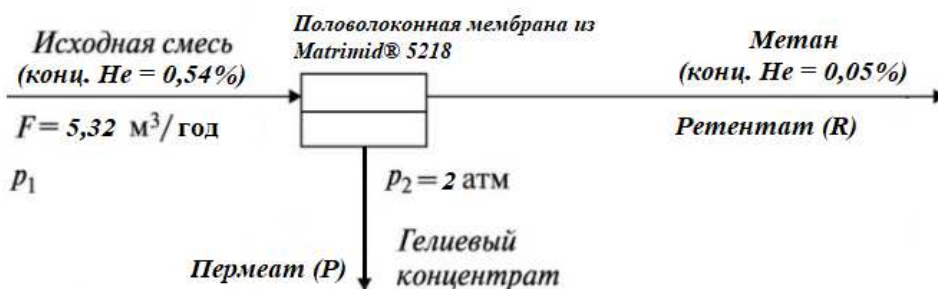 Исходная смесь
(конц. He = 0,54%)
F = 5,32 м³/год
p₁
Половолоконная мембрана из
Matrimid® 5218
Метан
(конц. He = 0,05%)
Ретентат (R)
p₂ = 2 атм
Гелиевый
концентрат
Пермеат (P)